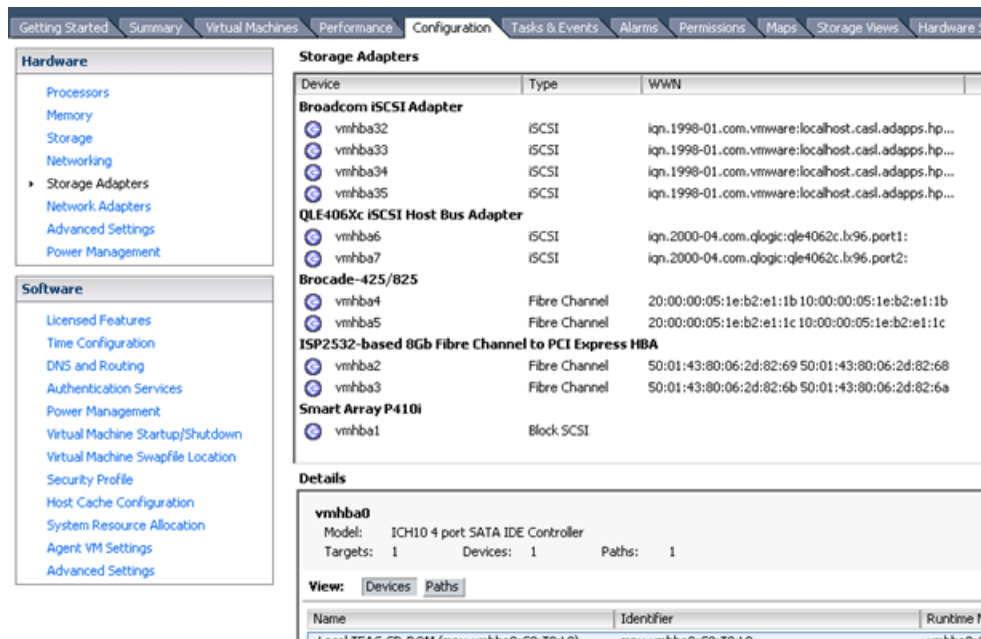 Getting Started Summary Virtual Machines Performance Configuration Tasks & Events Alarms Permissions Maps Storage Views Hardware
Hardware
Processors
Memory
Storage
Networking
Storage Adapters
Network Adapters
Advanced Settings
Power Management
Software
Licensed Features
Time Configuration
DNS and Routing
Authentication Services
Power Management
Virtual Machine Startup/Shutdown
Virtual Machine Swapfile Location
Security Profile
Host Cache Configuration
System Resource Allocation
Agent VM Settings
Advanced Settings
Storage Adapters
Device Type WWN
Broadcom iSCSI Adapter
vmhba32 iSCSI iqn.1998-01.com.vmware:localhost.casl.adapps.hp...
vmhba33 iSCSI iqn.1998-01.com.vmware:localhost.casl.adapps.hp...
vmhba34 iSCSI iqn.1998-01.com.vmware:localhost.casl.adapps.hp...
vmhba35 iSCSI iqn.1998-01.com.vmware:localhost.casl.adapps.hp...
QLE406Xc iSCSI Host Bus Adapter
vmhba6 iSCSI iqn.2000-04.com.qlogic:qle4062c.lx96.port1:
vmhba7 iSCSI iqn.2000-04.com.qlogic:qle4062c.lx96.port2:
Brocade-425/825
vmhba4 Fibre Channel 20:00:00:05:1e:b2:e1:1b 10:00:00:05:1e:b2:e1:1b
vmhba5 Fibre Channel 20:00:00:05:1e:b2:e1:1c 10:00:00:05:1e:b2:e1:1c
ISP2532-based 8Gb Fibre Channel to PCI Express HBA
vmhba2 Fibre Channel 50:01:43:80:06:2d:82:69 50:01:43:80:06:2d:82:68
vmhba3 Fibre Channel 50:01:43:80:06:2d:82:6b 50:01:43:80:06:2d:82:6a
Smart Array P410i
vmhba1 Block SCSI
Details
vmhba0
Model: ICH10 4 port SATA IDE Controller
Targets: 1 Devices: 1 Paths: 1
View: Devices Paths
Name Identifier Runtime